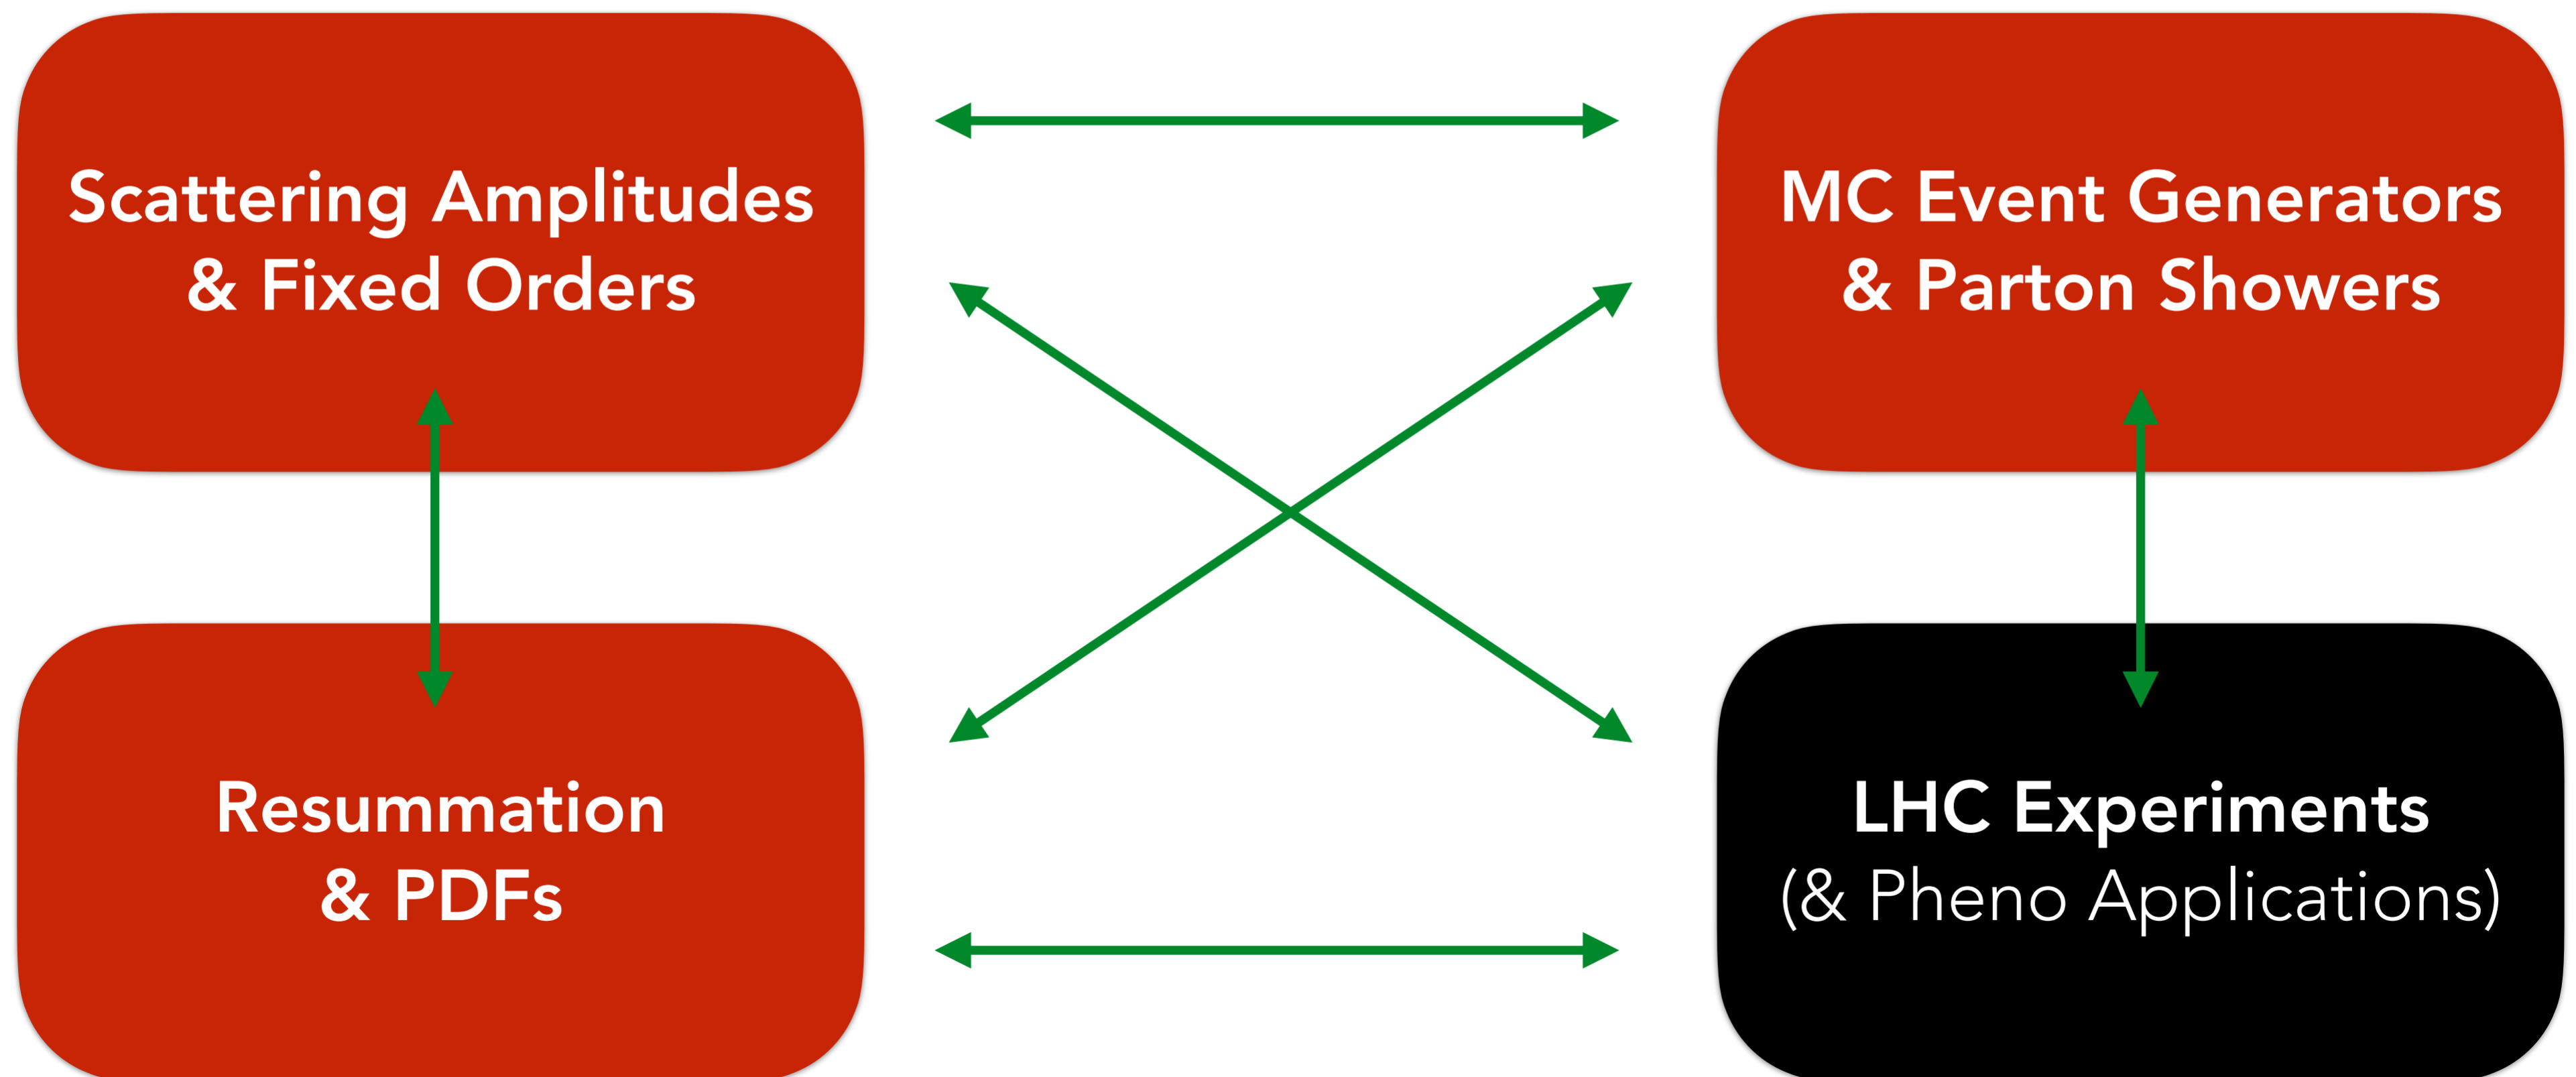 Scattering Amplitudes
& Fixed Orders
MC Event Generators
& Parton Showers
Resummation
& PDFs
LHC Experiments
(& Pheno Applications)